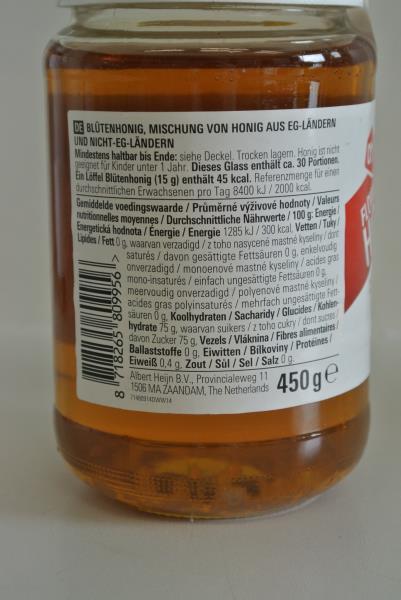 DE BLÜTENHONIG, MISCHUNG VON HONIG AUS EG-LÄNDERN
UND NICHT-EG-LÄNDERN
Mindestens haltbar bis Ende: siehe Deckel. Trocken lagern. Honig ist nicht
geeignet für Kinder unter 1 Jahr. Dieses Glass enthält ca. 30 Portionen.
Ein Löffel Blütenhonig (15 g) enthält 45 kcal. Referenzmenge für einen
durchschnittlichen Erwachsenen pro Tag 8400 kJ / 2000 kcal.
Gemiddelde voedingswaarde / Průměrné výživové hodnoty / Valeurs
nutritionnelles moyennes / Durchschnittliche Nährwerte / 100 g: Energie /
Energetická hodnota / Énergie / Energie 1285 kJ / 300 kcal, Vetten / Tuky /
Lipides / Fett 0 g, waarvan verzadigd / z toho nasycené mastné kyseliny / dont
saturés / davon gesättigte Fettsäuren 0 g, enkelvoudig
onverzadigd / monoenové mastné kyseliny / acides gras
mono-insaturés / einfach ungesättigte Fettsäuren 0 g,
meervoudig onverzadigd / polyenové mastné kyseliny /
acides gras polyinsaturés / mehrfach ungesättigte Fett-
säuren 0 g, Koolhydraten / Sacharidy / Glucides / Kohlen-
hydrate 75 g, waarvan suikers / z toho cukry / dont sucres /
davon Zucker 75 g, Vezels / Vláknina / Fibres alimentaires /
Ballaststoffe 0 g, Eiwitten / Bílkoviny / Protéines /
Eiweiß 0,4 g, Zout / Sůl / Sel / Salz 0 g.
Albert Heijn B.V., Provincialeweg 11
1506 MA ZAANDAM, The Netherlands
450 g e
8 718265 809956 >